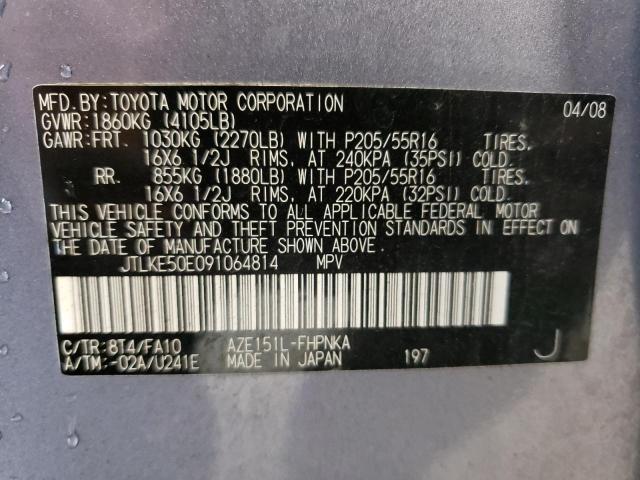 MFD.BY:TOYOTA MOTOR CORPORATION 04/08
GVWR:1860KG (4105LB)
GAWR:FRT. 1030KG (2270LB) WITH P205/55R16 TIRES,
16X6 1/2J RIMS, AT 240KPA (35PSI) COLD.
RR. 855KG (1880LB) WITH P205/55R16 TIRES,
16X6 1/2J RIMS, AT 220KPA (32PSI) COLD.
THIS VEHICLE CONFORMS TO ALL APPLICABLE FEDERAL MOTOR
VEHICLE SAFETY AND THEFT PREVENTION STANDARDS IN EFFECT ON
THE DATE OF MANUFACTURE SHOWN ABOVE.
JTLKE50E091064814 MPV
C/TR:8T4/FA10 AZE151L-FHPNKA
A/TM:-02A/U241E MADE IN JAPAN 197 J